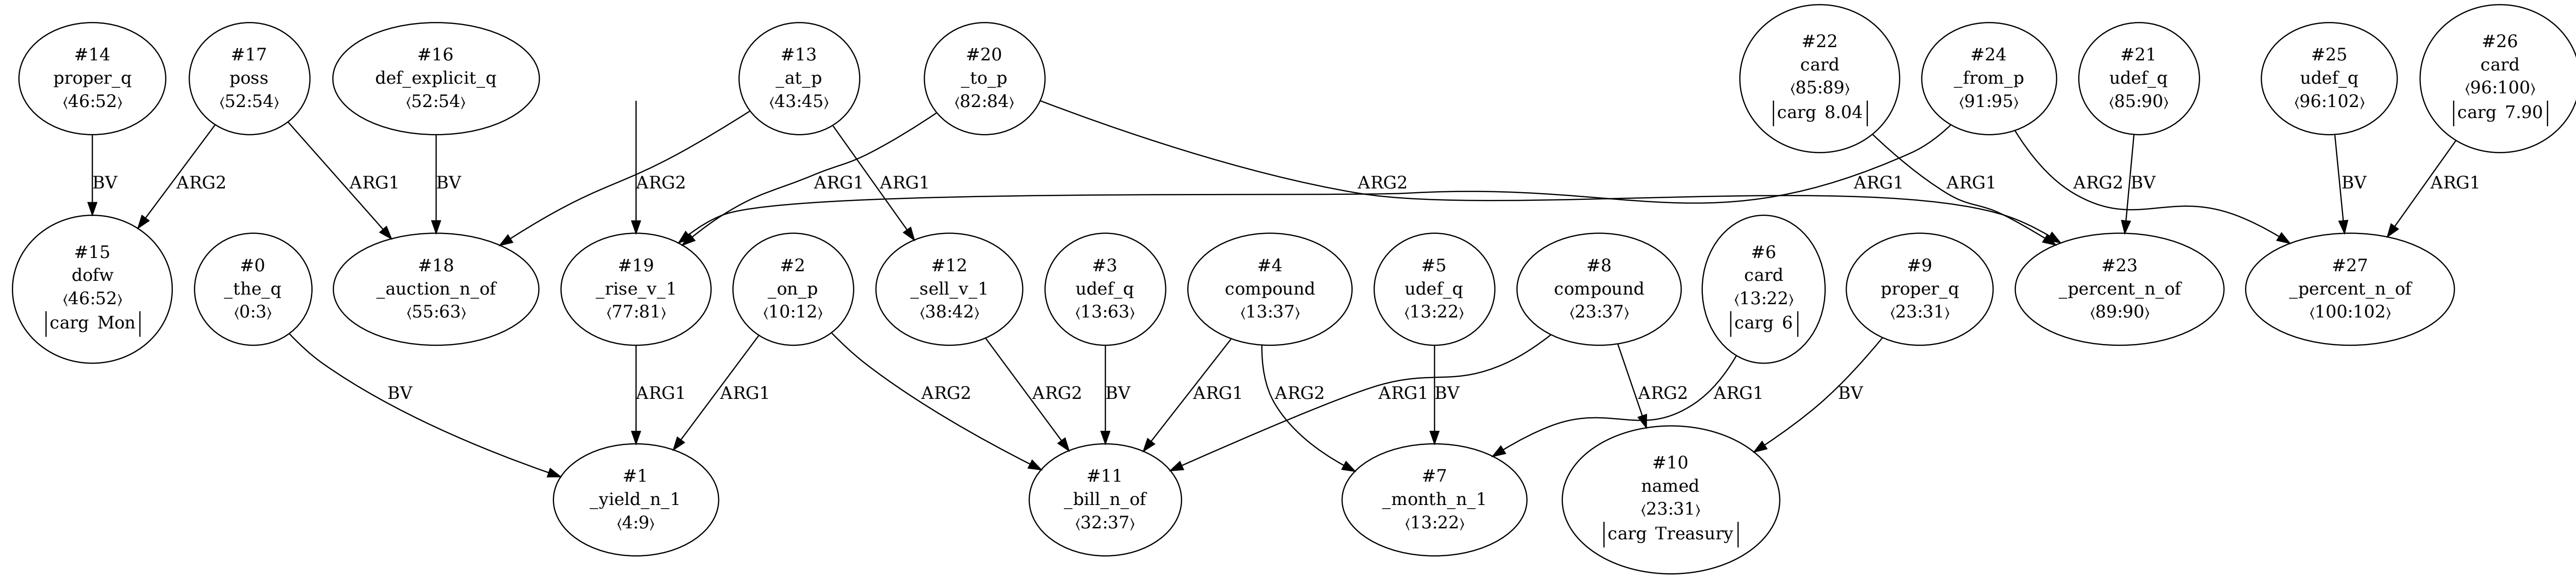 #14
proper_q
⟨46:52⟩
#17
poss
⟨52:54⟩
#16
def_explicit_q
⟨52:54⟩
#13
_at_p
⟨43:45⟩
#20
_to_p
⟨82:84⟩
#22
card
⟨85:89⟩
|carg 8.04|
#24
_from_p
⟨91:95⟩
#21
udef_q
⟨85:90⟩
#25
udef_q
⟨96:102⟩
#26
card
⟨96:100⟩
|carg 7.90|
BV
ARG2
ARG1
BV
ARG2
ARG1
ARG1
ARG2
ARG1
ARG1
ARG2
BV
BV
ARG1
#15
dofw
⟨46:52⟩
|carg Mon|
#0
_the_q
⟨0:3⟩
#18
_auction_n_of
⟨55:63⟩
#19
_rise_v_1
⟨77:81⟩
#2
_on_p
⟨10:12⟩
#12
_sell_v_1
⟨38:42⟩
#3
udef_q
⟨13:63⟩
#4
compound
⟨13:37⟩
#5
udef_q
⟨13:22⟩
#8
compound
⟨23:37⟩
#6
card
⟨13:22⟩
|carg 6|
#9
proper_q
⟨23:31⟩
#23
_percent_n_of
⟨89:90⟩
#27
_percent_n_of
⟨100:102⟩
BV
ARG1
ARG1
ARG2
ARG2
BV
ARG1
ARG2
ARG1
BV
ARG2
ARG1
BV
#1
_yield_n_1
⟨4:9⟩
#11
_bill_n_of
⟨32:37⟩
#7
_month_n_1
⟨13:22⟩
#10
named
⟨23:31⟩
|carg Treasury|